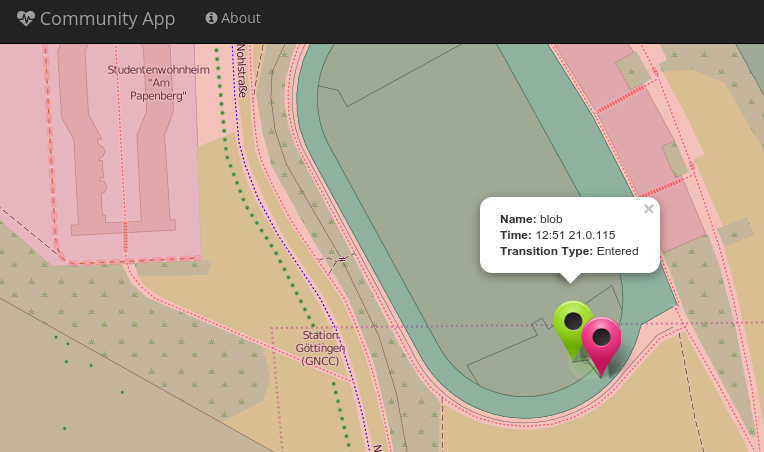 Community App
About
Nohlstraße
Studentenwohnheim
"Am
Papenberg"
×
Name: blob
Time: 12:51 21.0.115
Transition Type: Entered
Station
Göttingen
(GNCC)